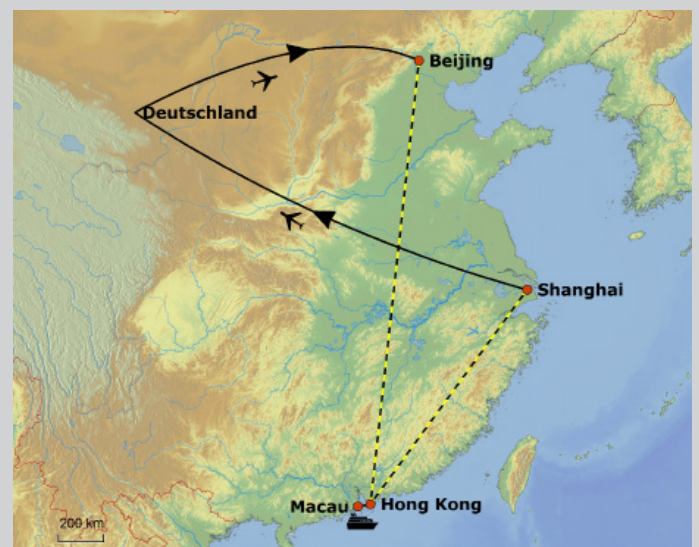 Beijing
Deutschland
Shanghai
Macau
Hong Kong
200 km